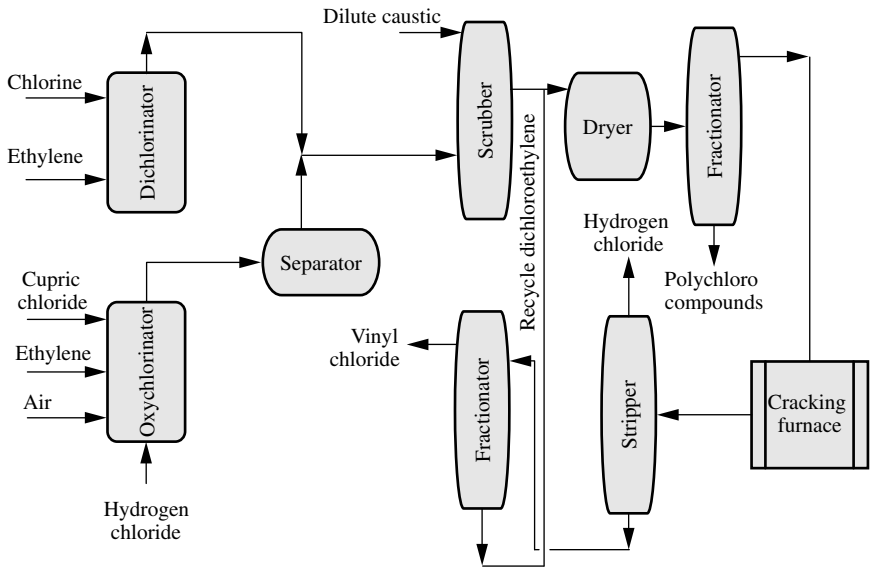 Dilute caustic
Chlorine
Ethylene
Dichlorinator
Scrubber
Dryer
Fractionator
Recycle dichloroethylene
Hydrogen
chloride
Polychloro
compounds
Separator
Cupric
chloride
Ethylene
Air
Oxychlorinator
Hydrogen
chloride
Vinyl
chloride
Fractionator
Stripper
Cracking
furnace